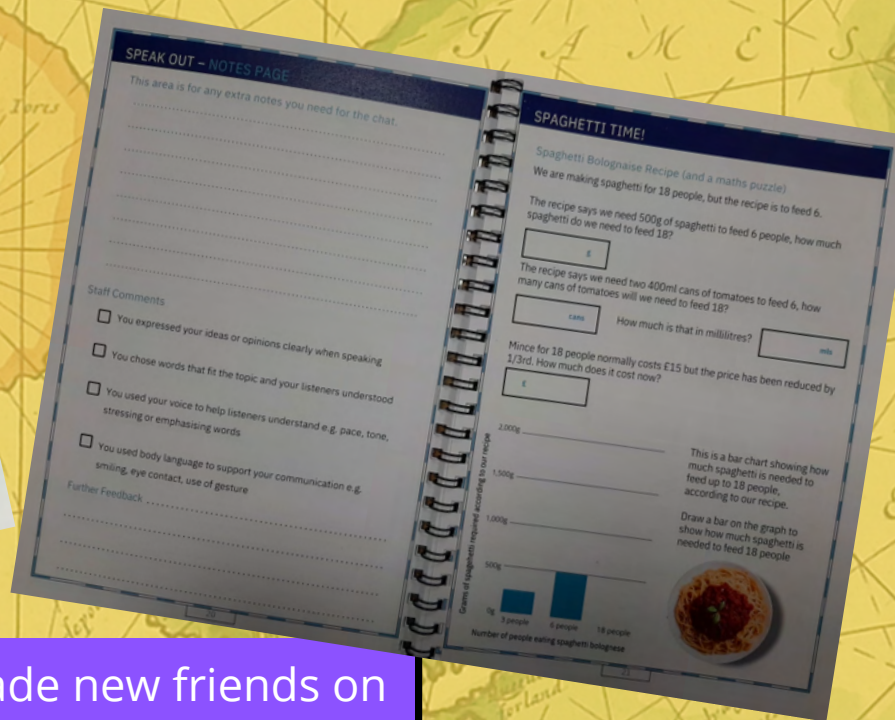 J A M E S
Toris
SPEAK OUT – NOTES PAGE
This area is for any extra notes you need for the chat.
Staff Comments
You expressed your ideas or opinions clearly when speaking
You chose words that fit the topic and your listeners understood
You used your voice to help listeners understand e.g. pace, tone,
stressing or emphasising words
You used body language to support your communication e.g.
smiling, eye contact, use of gesture
Further Feedback
20
SPAGHETTI TIME!
Spaghetti Bolognaise Recipe (and a maths puzzle)
We are making spaghetti for 18 people, but the recipe is to feed 6.
The recipe says we need 500g of spaghetti to feed 6 people, how much
spaghetti do we need to feed 18?
g
The recipe says we need two 400ml cans of tomatoes to feed 6, how
many cans of tomatoes will we need to feed 18?
cans
How much is that in millilitres?
mls
Mince for 18 people normally costs £15 but the price has been reduced by
1/3rd. How much does it cost now?
£
Grams of spaghetti required according to our recipe
2,000g
1,500g
1,000g
500g
0g
3 people
6 people
18 people
Number of people eating spaghetti bolognese
This is a bar chart showing how
much spaghetti is needed to
feed up to 18 people,
according to our recipe.
Draw a bar on the graph to
show how much spaghetti is
needed to feed 18 people
21
ade new friends on